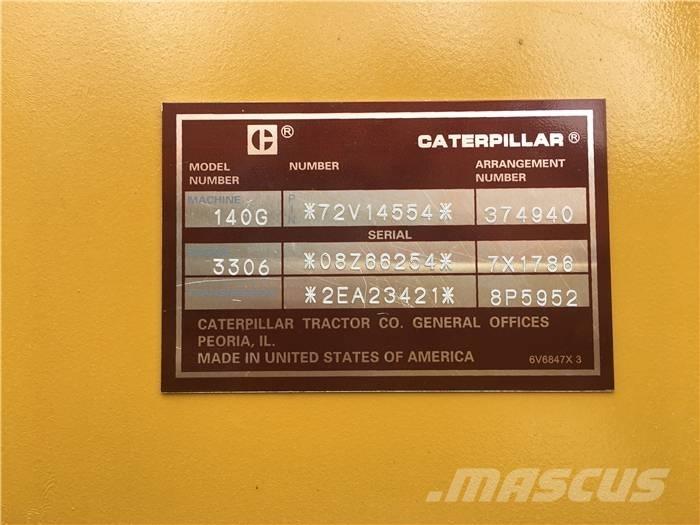 C ® CATERPILLAR ®
MODEL NUMBER ARRANGEMENT
NUMBER NUMBER
MACHINE P
140G *72V14554* 374940
SERIAL
3306 *08Z66254* 7X1786
*2EA23421* 8P5952
CATERPILLAR TRACTOR CO. GENERAL OFFICES
PEORIA, IL.
MADE IN UNITED STATES OF AMERICA 6V6847X 3
MASCUS